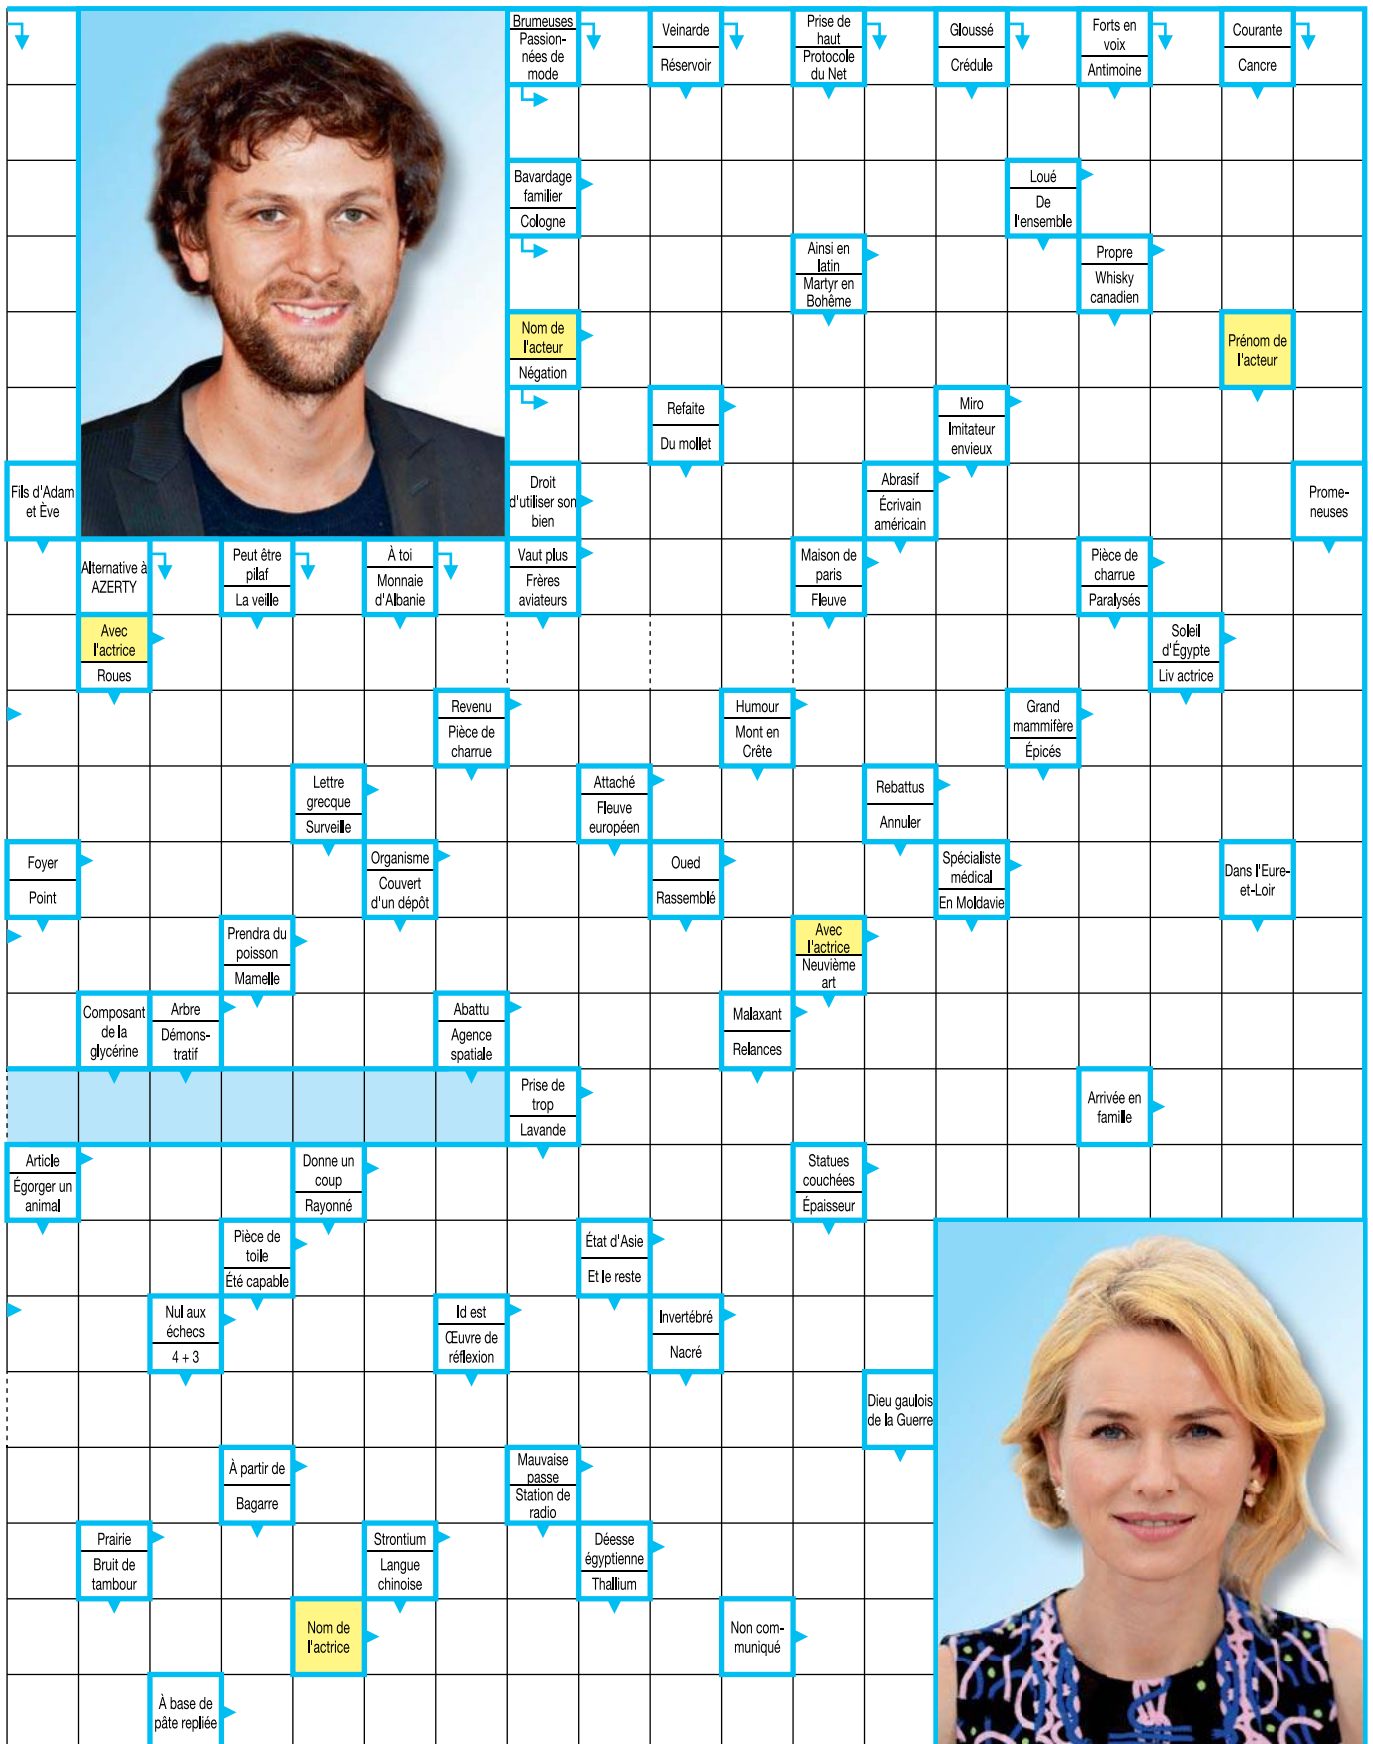 Brumeuses
Passion-
nées de
mode
Veinarde
Réservoir
Prise de
haut
Protocole
du Net
Gloussé
Crédule
Forts en
voix
Antimoine
Courante
Cancre
Bavardage
familier
Cologne
Loué
De
l'ensemble
Ainsi en
latin
Martyr en
Bohême
Propre
Whisky
canadien
Nom de
l'acteur
Négation
Prénom de
l'acteur
Refaite
Du mollet
Miro
Imitateur
envieux
Fils d'Adam
et Ève
Droit
d'utiliser son
bien
Abrasif
Écrivain
américain
Prome-
neuses
Alternative à
AZERTY
Peut être
pilaf
La veille
À toi
Monnaie
d'Albanie
Vaut plus
Frères
aviateurs
Maison de
paris
Fleuve
Pièce de
charrue
Paralysés
Avec
l'actrice
Roues
Soleil
d'Égypte
Liv actrice
Revenu
Pièce de
charrue
Humour
Mont en
Crête
Grand
mammifère
Épicés
Lettre
grecque
Surveille
Attaché
Fleuve
européen
Rebattus
Annuler
Foyer
Point
Organisme
Couvert
d'un dépôt
Oued
Rassemblé
Spécialiste
médical
En Moldavie
Dans l'Eure-
et-Loir
Prendra du
poisson
Mamelle
Avec
l'actrice
Neuvième
art
Composant
de la
glycérine
Arbre
Démons-
tratif
Abattu
Agence
spatiale
Malaxant
Relances
Prise de
trop
Lavande
Arrivée en
famille
Article
Égorger un
animal
Donne un
coup
Rayonné
Statues
couchées
Épaisseur
Pièce de
toile
Été capable
État d'Asie
Et le reste
Nul aux
échecs
4 + 3
Id est
Œuvre de
réflexion
Invertébré
Nacré
Dieu gaulois
de la Guerre
À partir de
Bagarre
Mauvaise
passe
Station de
radio
Prairie
Bruit de
tambour
Strontium
Langue
chinoise
Déesse
égyptienne
Thallium
Nom de
l'actrice
Non com-
muniqué
À base de
pâte repliée